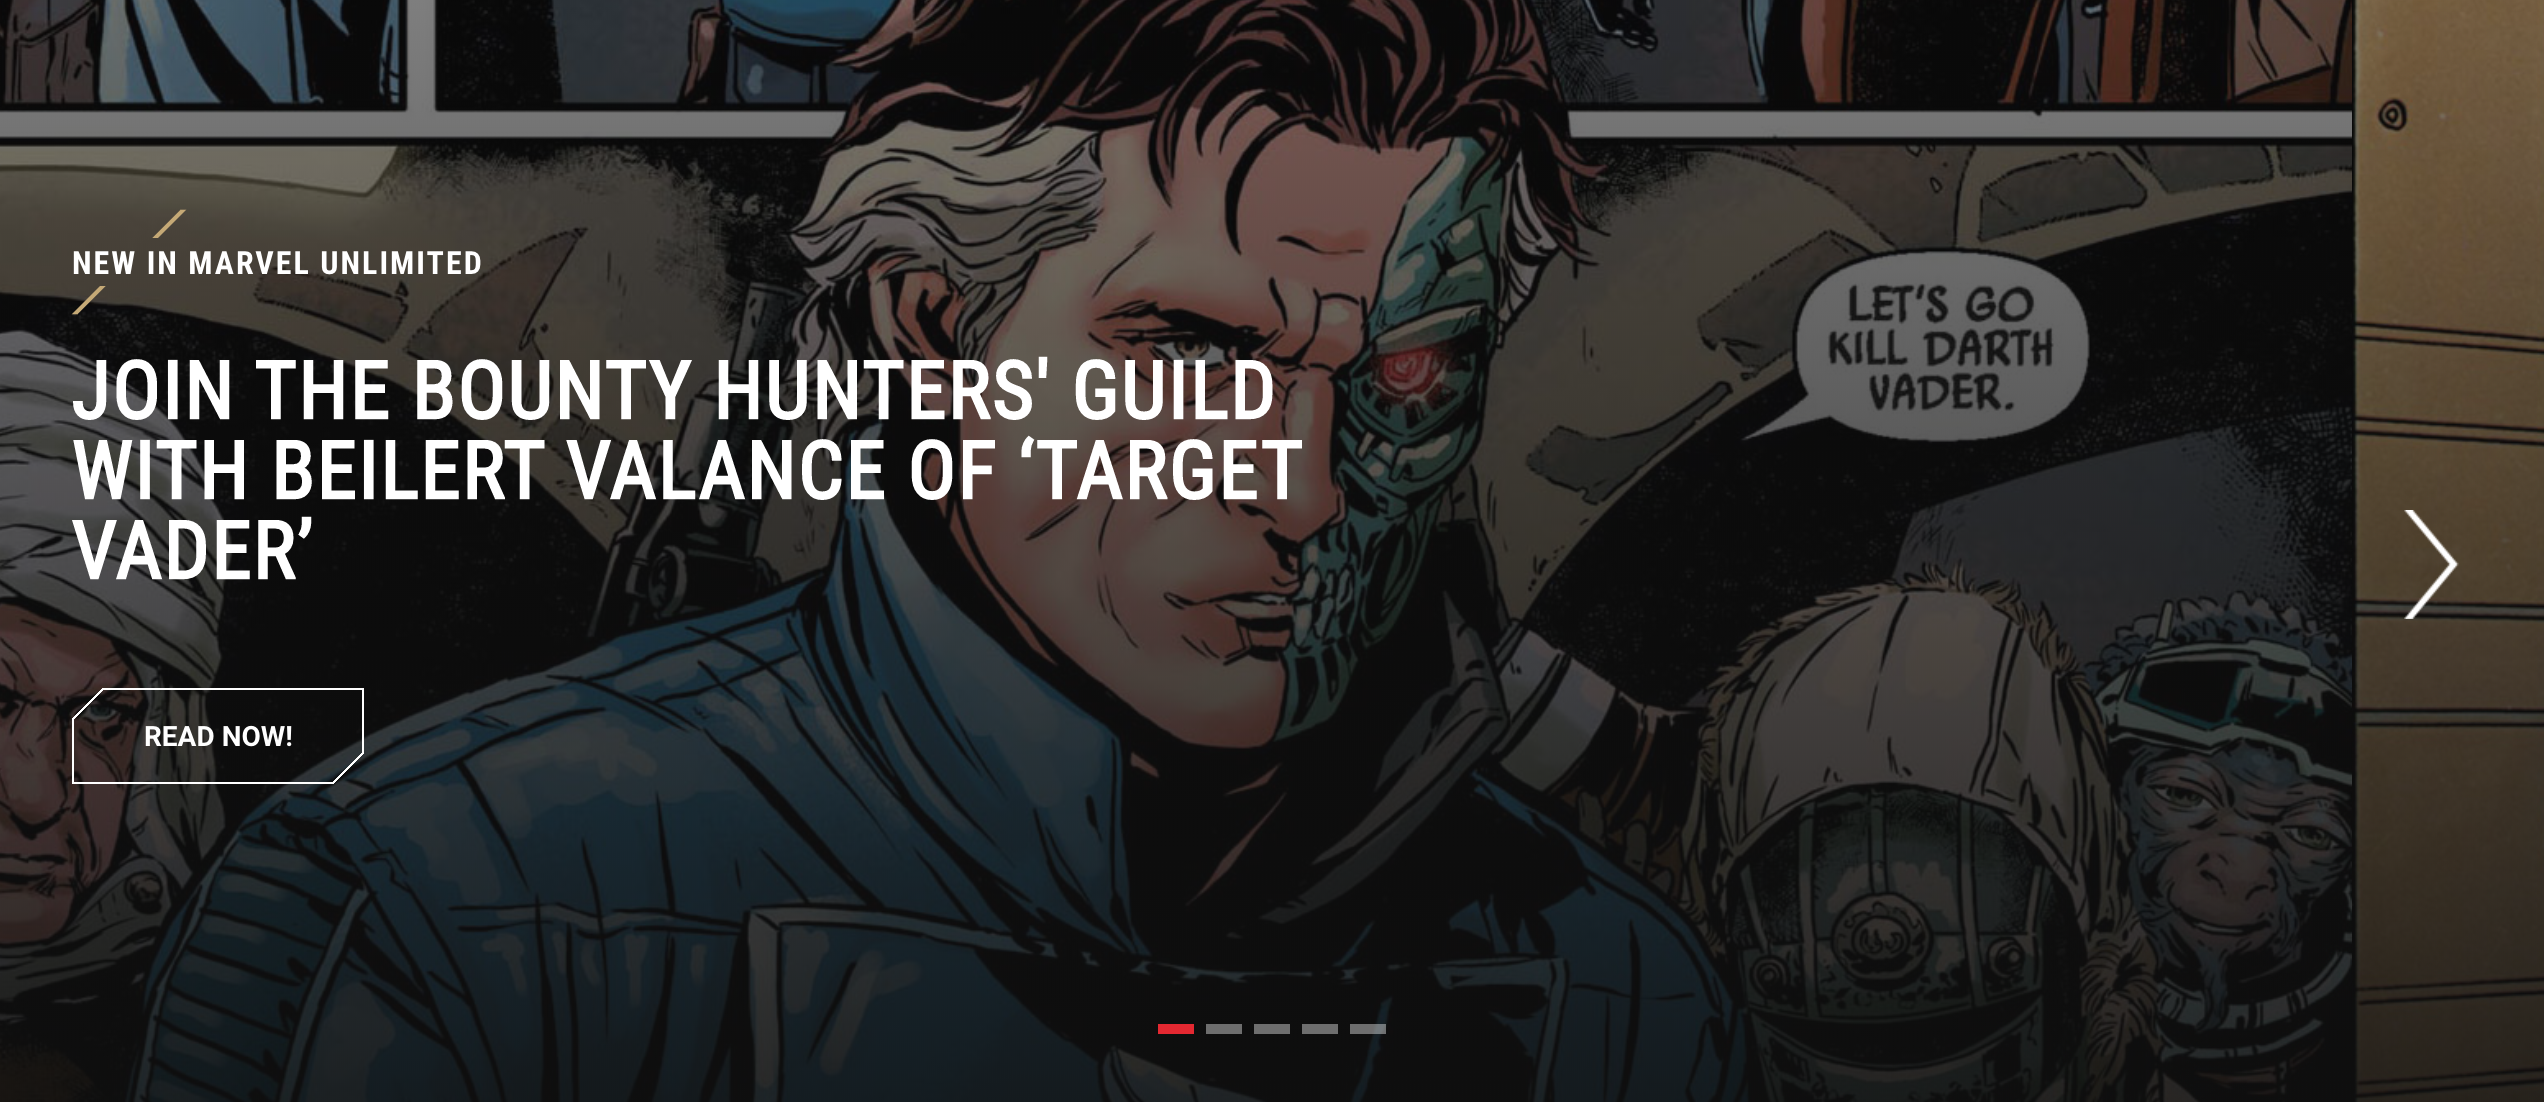 NEW IN MARVEL UNLIMITED
JOIN THE BOUNTY HUNTERS' GUILD
WITH BEILERT VALANCE OF ‘TARGET
VADER’
READ NOW!
LET'S GO
KILL DARTH
VADER.